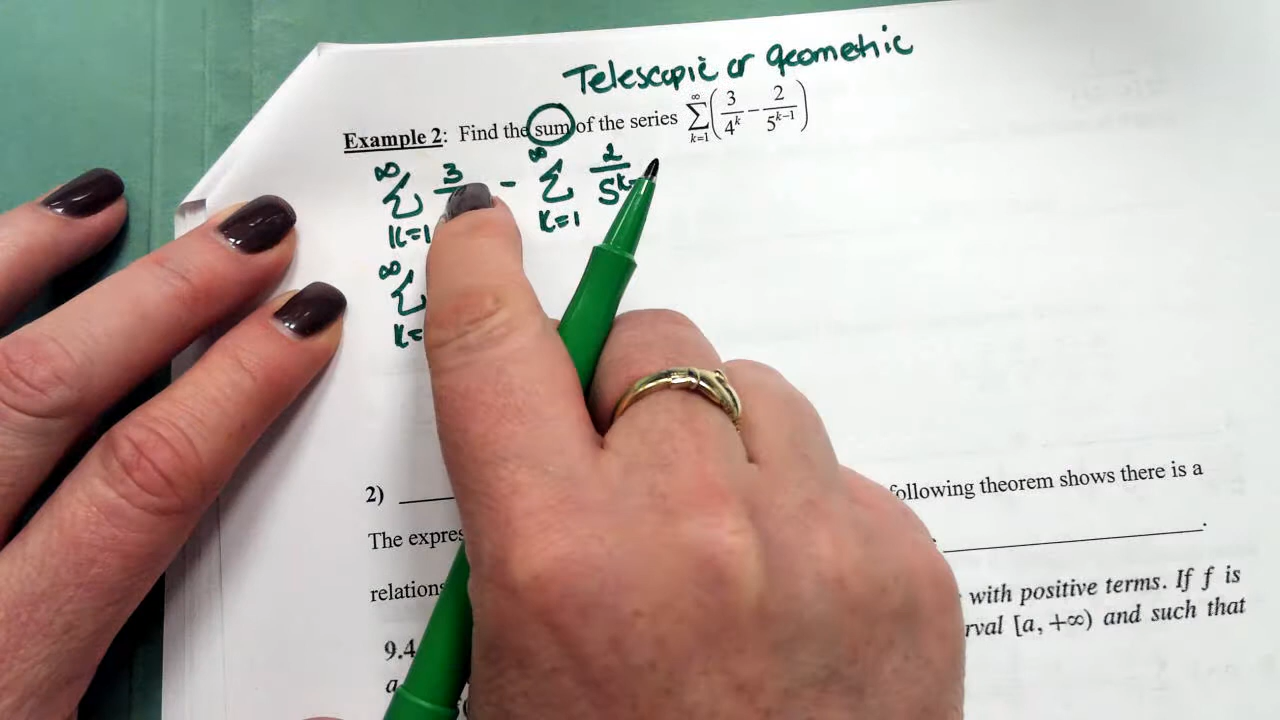 Telescopic or geometric
Example 2: Find the sum of the series ∞ Σ k=1 (3/4^k − 2/5^(k−1))
∞ Σ k=1 3 - ∞ Σ k=1 2/5^k-
∞ Σ k=
2) ____ following theorem shows there is a
The expres ____.
relations with positive terms. If f is
9.4 rval [a, +∞) and such that
a